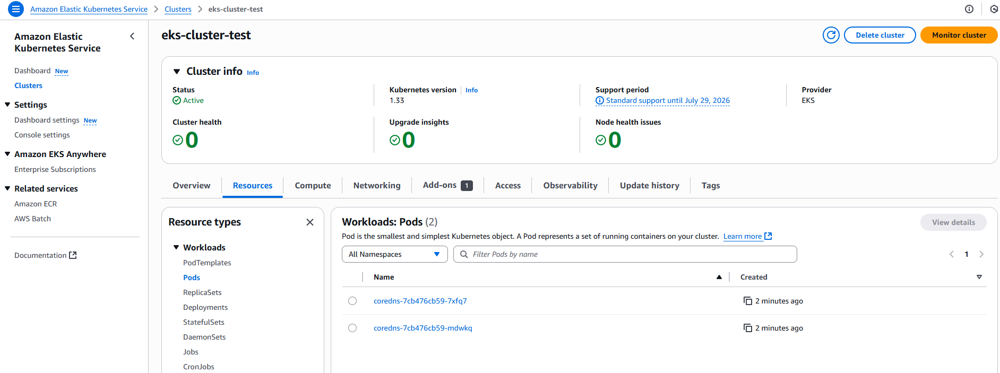 Amazon Elastic Kubernetes Service > Clusters > eks-cluster-test
Amazon Elastic
Kubernetes Service
Dashboard New
Clusters
Settings
Dashboard settings New
Console settings
Amazon EKS Anywhere
Enterprise Subscriptions
Related services
Amazon ECR
AWS Batch
Documentation
eks-cluster-test
Delete cluster
Monitor cluster
Cluster info Info
Status
Active
Kubernetes version Info
1.33
Support period
Standard support until July 29, 2026
Provider
EKS
Cluster health
0
Upgrade insights
0
Node health issues
0
Overview Resources Compute Networking Add-ons 1 Access Observability Update history Tags
Resource types
Workloads
PodTemplates
Pods
ReplicaSets
Deployments
StatefulSets
DaemonSets
Jobs
CronJobs
Workloads: Pods (2)
View details
Pod is the smallest and simplest Kubernetes object. A Pod represents a set of running containers on your cluster. Learn more
All Namespaces
Filter Pods by name
1
Name Created
coredns-7cb476cb59-7xfq7 2 minutes ago
coredns-7cb476cb59-mdwkq 2 minutes ago